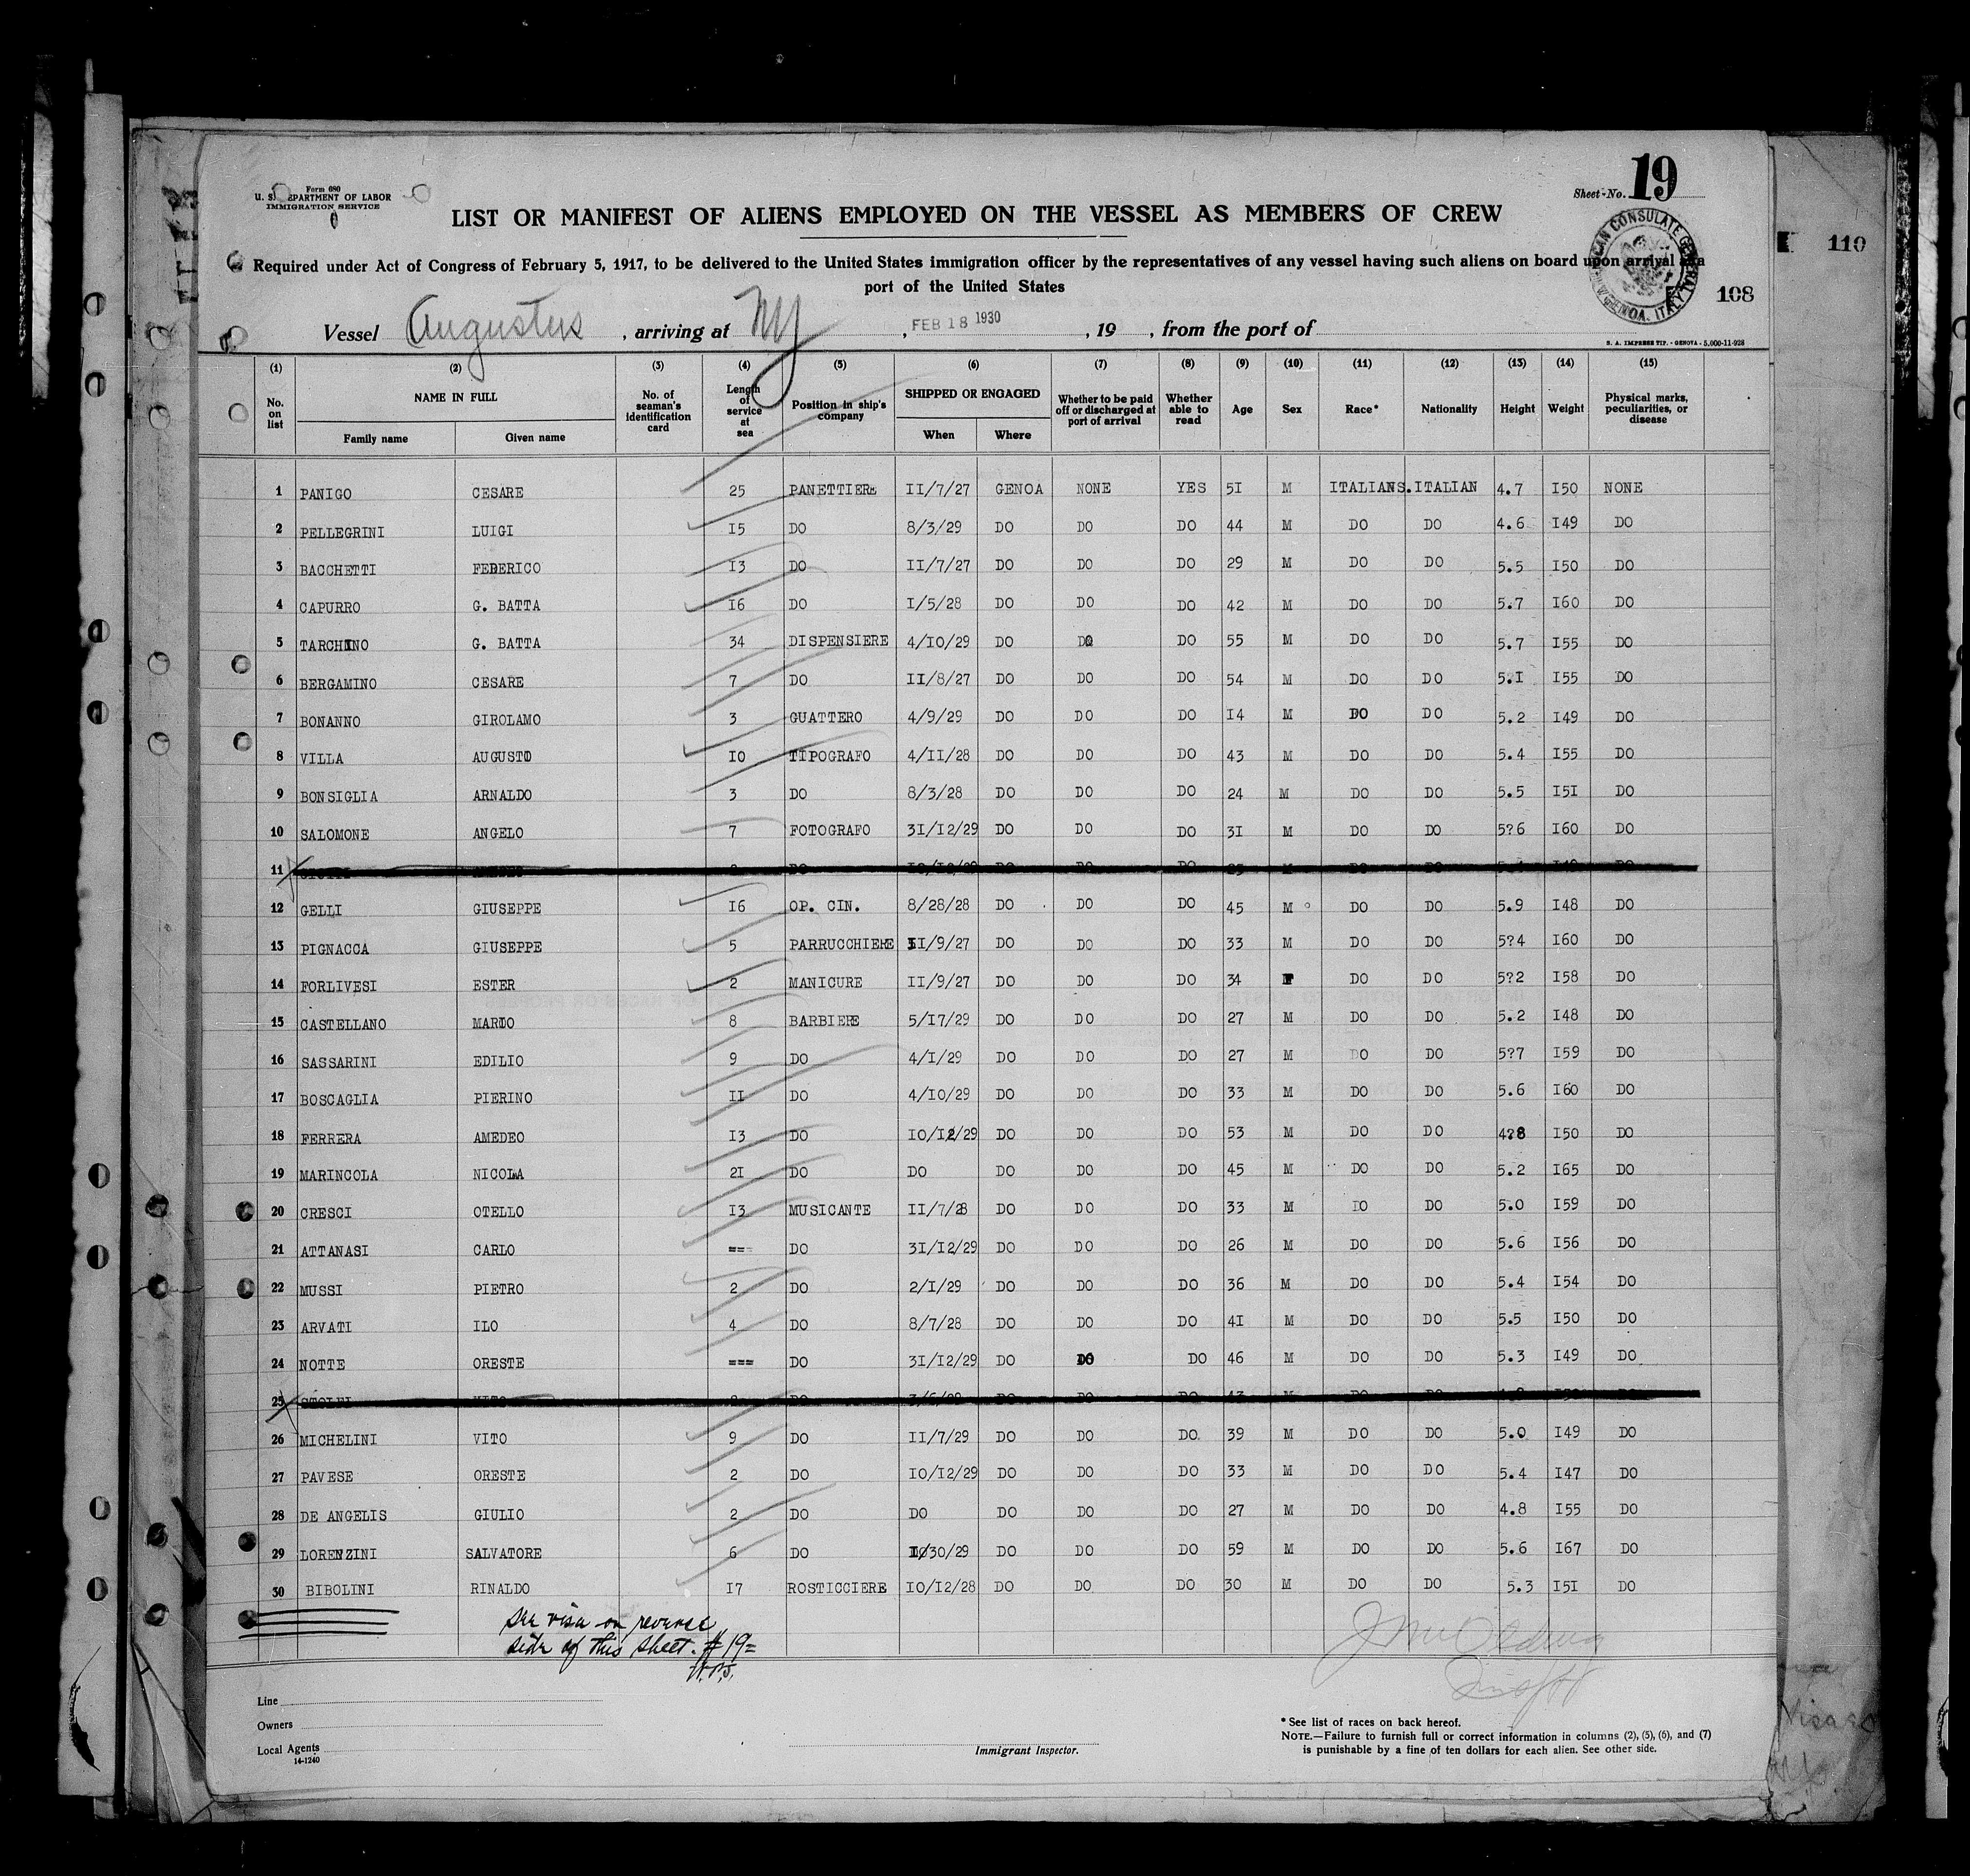 Form 680
U. S. DEPARTMENT OF LABOR
IMMIGRATION SERVICE
Sheet No. 19
LIST OR MANIFEST OF ALIENS EMPLOYED ON THE VESSEL AS MEMBERS OF CREW
AMERICAN CONSULATE GENERAL GENOA, ITALY
110
Required under Act of Congress of February 5, 1917, to be delivered to the United States immigration officer by the representatives of any vessel having such aliens on board upon arrival at a
port of the United States
108
Vessel Augustus, arriving at NY, FEB 18 1930, 19 , from the port of
S. A. IMPRESE TIP. - GENOVA - 5.000-11-928
(1) (2) (3) (4) (5) (6) (7) (8) (9) (10) (11) (12) (13) (14) (15)
No. on list NAME IN FULL Family name Given name No. of seaman's identification card Length of service at sea Position in ship's company SHIPPED OR ENGAGED When Where Whether to be paid off or discharged at port of arrival Whether able to read Age Sex Race* Nationality Height Weight Physical marks, peculiarities, or disease
1 PANIGO CESARE 25 PANETTIERE II/7/27 GENOA NONE YES 5I M ITALIANS. ITALIAN 4.7 I50 NONE
2 PELLEGRINI LUIGI I5 DO 8/3/29 DO DO DO 44 M DO DO 4.6 I49 DO
3 BACCHETTI FEDERICO I3 DO II/7/27 DO DO DO 29 M DO DO 5.5 I50 DO
4 CAPURRO G. BATTA I6 DO I/5/28 DO DO DO 42 M DO DO 5.7 I60 DO
5 TARCHINO G. BATTA 34 DISPENSIERE 4/IO/29 DO DO DO 55 M DO DO 5.7 I55 DO
6 BERGAMINO CESARE 7 DO II/8/27 DO DO DO 54 M DO DO 5.I I55 DO
7 BONANNO GIROLAMO 3 GUATTERO 4/9/29 DO DO DO I4 M DO DO 5.2 I49 DO
8 VILLA AUGUSTO IO TIPOGRAFO 4/II/28 DO DO DO 43 M DO DO 5.4 I55 DO
9 BONSIGLIA ARNALDO 3 DO 8/3/28 DO DO DO 24 M DO DO 5.5 I5I DO
10 SALOMONE ANGELO 7 FOTOGRAFO 3I/I2/29 DO DO DO 3I M DO DO 5?6 I60 DO
11
12 GELLI GIUSEPPE I6 OP. CIN. 8/28/28 DO DO DO 45 M DO DO 5.9 I48 DO
13 PIGNACCA GIUSEPPE 5 PARRUCCHIERE II/9/27 DO DO DO 33 M DO DO 5?4 I60 DO
14 FORLIVESI ESTER 2 MANICURE II/9/27 DO DO DO 34 F DO DO 5?2 I58 DO
15 CASTELLANO MARIO 8 BARBIERE 5/I7/29 DO DO DO 27 M DO DO 5.2 I48 DO
16 SASSARINI EDILIO 9 DO 4/I/29 DO DO DO 27 M DO DO 5?7 I59 DO
17 BOSCAGLIA PIERINO II DO 4/IO/29 DO DO DO 33 M DO DO 5.6 I60 DO
18 FERRERA AMEDEO I3 DO IO/I2/29 DO DO DO 53 M DO DO 4?8 I50 DO
19 MARINCOLA NICOLA 2I DO DO DO DO DO 45 M DO DO 5.2 I65 DO
20 CRESCI OTELLO I3 MUSICANTE II/7/28 DO DO DO 33 M DO DO 5.0 I59 DO
21 ATTANASI CARLO === DO 3I/I2/29 DO DO DO 26 M DO DO 5.6 I56 DO
22 MUSSI PIETRO 2 DO 2/I/29 DO DO DO 36 M DO DO 5.4 I54 DO
23 ARVATI ILO 4 DO 8/7/28 DO DO DO 4I M DO DO 5.5 I50 DO
24 NOTTE ORESTE === DO 3I/I2/29 DO DO DO 46 M DO DO 5.3 I49 DO
25
26 MICHELINI VITO 9 DO II/7/29 DO DO DO 39 M DO DO 5.0 I49 DO
27 PAVESE ORESTE 2 DO IO/I2/29 DO DO DO 33 M DO DO 5.4 I47 DO
28 DE ANGELIS GIULIO 2 DO DO DO DO DO 27 M DO DO 4.8 I55 DO
29 LORENZINI SALVATORE 6 DO /30/29 DO DO DO 59 M DO DO 5.6 I67 DO
30 BIBOLINI RINALDO I7 ROSTICCIERE IO/I2/28 DO DO DO 30 M DO DO 5.3 I5I DO
See visa on reverse
side of this sheet. # 19=
Line
Owners
Local Agents
14-1240
Immigrant Inspector.
* See list of races on back hereof.
NOTE.—Failure to furnish full or correct information in columns (2), (5), (6), and (7)
is punishable by a fine of ten dollars for each alien. See other side.